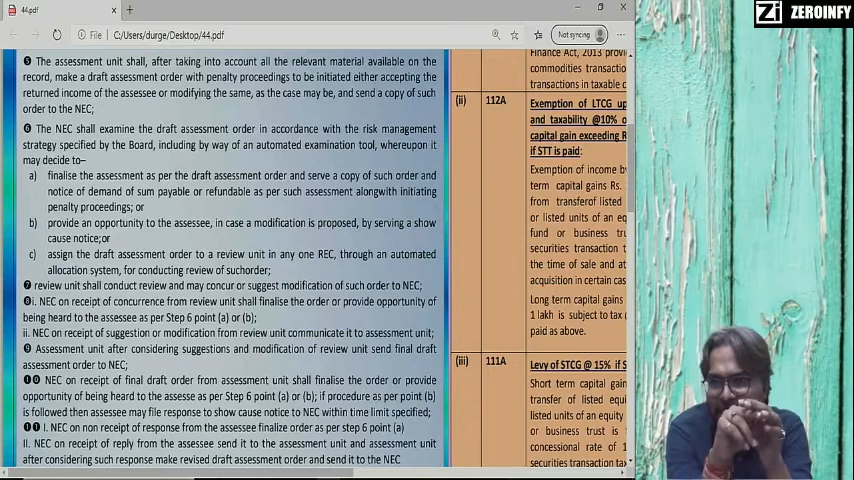 44.pdf
File
C:/Users/durge/Desktop/44.pdf
Not syncing
ZEROINFY
❺ The assessment unit shall, after taking into account all the relevant material available on the
record, make a draft assessment order with penalty proceedings to be initiated either accepting the
returned income of the assessee or modifying the same, as the case may be, and send a copy of such
order to the NEC;
❻ The NEC shall examine the draft assessment order in accordance with the risk management
strategy specified by the Board, including by way of an automated examination tool, whereupon it
may decide to–
a) finalise the assessment as per the draft assessment order and serve a copy of such order and
notice of demand of sum payable or refundable as per such assessment alongwith initiating
penalty proceedings; or
b) provide an opportunity to the assessee, in case a modification is proposed, by serving a show
cause notice;or
c) assign the draft assessment order to a review unit in any one REC, through an automated
allocation system, for conducting review of suchorder;
❼ review unit shall conduct review and may concur or suggest modification of such order to NEC;
❽i. NEC on receipt of concurrence from review unit shall finalise the order or provide opportunity of
being heard to the assessee as per Step 6 point (a) or (b);
ii. NEC on receipt of suggestion or modification from review unit communicate it to assessment unit;
❾ Assessment unit after considering suggestions and modification of review unit send final draft
assessment order to NEC;
❶⓿ NEC on receipt of final draft order from assessment unit shall finalise the order or provide
opportunity of being heard to the assesse as per Step 6 point (a) or (b); if procedure as per point (b)
is followed then assessee may file response to show cause notice to NEC within time limit specified;
❶❶ I. NEC on non receipt of response from the assessee finalize order as per step 6 point (a)
II. NEC on receipt of reply from the assessee send it to the assessment unit and assessment unit
after considering such response make revised draft assessment order and send it to the NEC
Finance Act, 2013 provi
commodities transactio
transactions in taxable c
(ii) 112A Exemption of LTCG up
and taxability @10% o
capital gain exceeding R
if STT is paid:
Exemption of income by
term capital gains Rs.
from transferof listed
or listed units of an eq
fund or business tru
securities transaction t
the time of sale and at
acquisition in certain cas
Long term capital gains
1 lakh is subject to tax
paid as above.
(iii) 111A Levy of STCG @ 15% if S
Short term capital gain
transfer of listed equi
listed units of an equity
or business trust is
concessional rate of 1
securities transaction tax